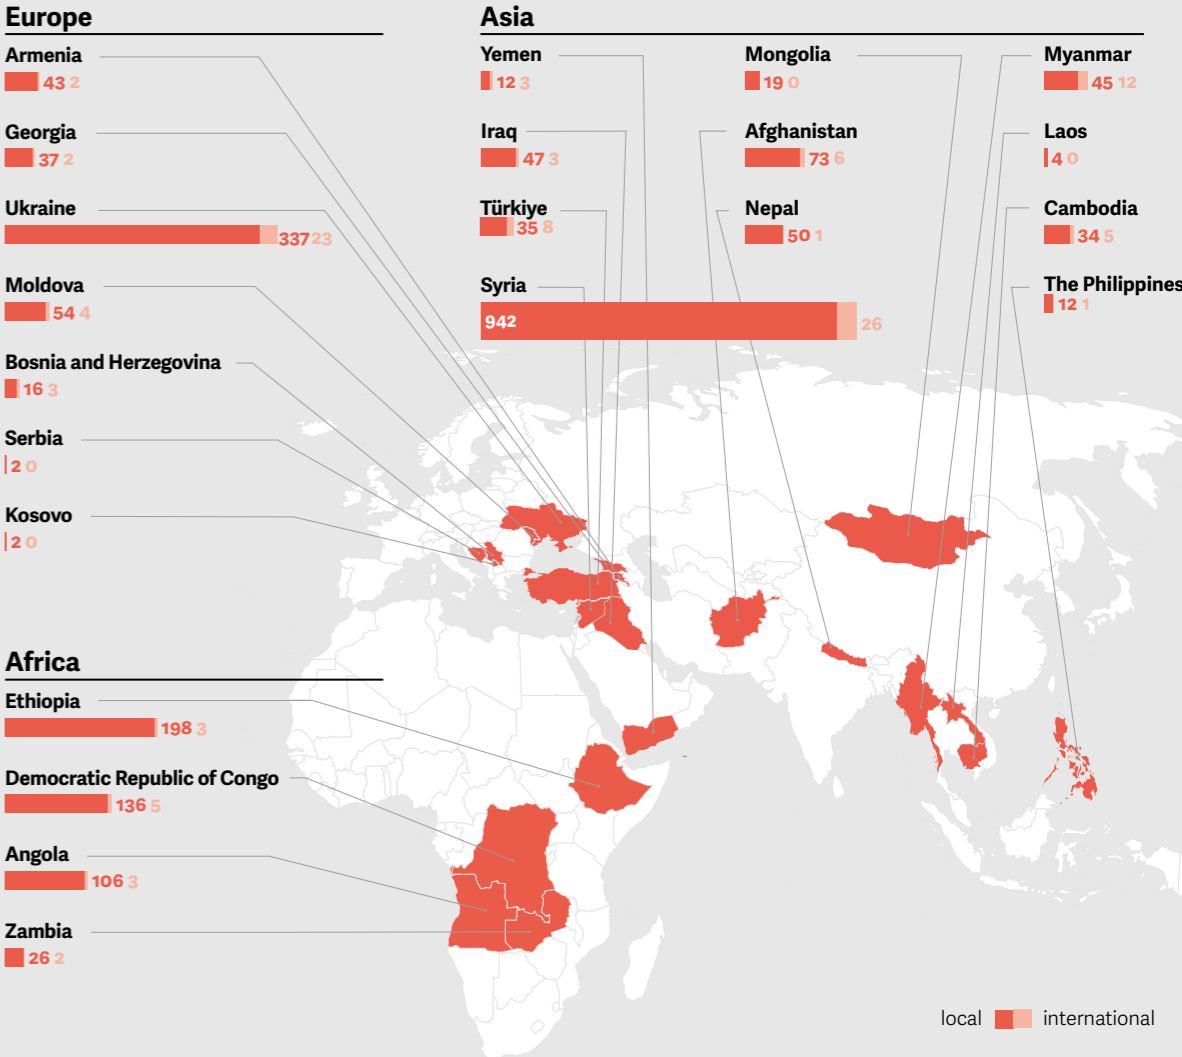 Europe
Armenia
43 2
Georgia
37 2
Ukraine
337 23
Moldova
54 4
Bosnia and Herzegovina
16 3
Serbia
2 0
Kosovo
2 0
Africa
Ethiopia
198 3
Democratic Republic of Congo
136 5
Angola
106 3
Zambia
26 2
Asia
Yemen
12 3
Iraq
47 3
Türkiye
35 8
Syria
942 26
Mongolia
19 0
Afghanistan
73 6
Nepal
50 1
Myanmar
45 12
Laos
4 0
Cambodia
34 5
The Philippines
12 1
local international